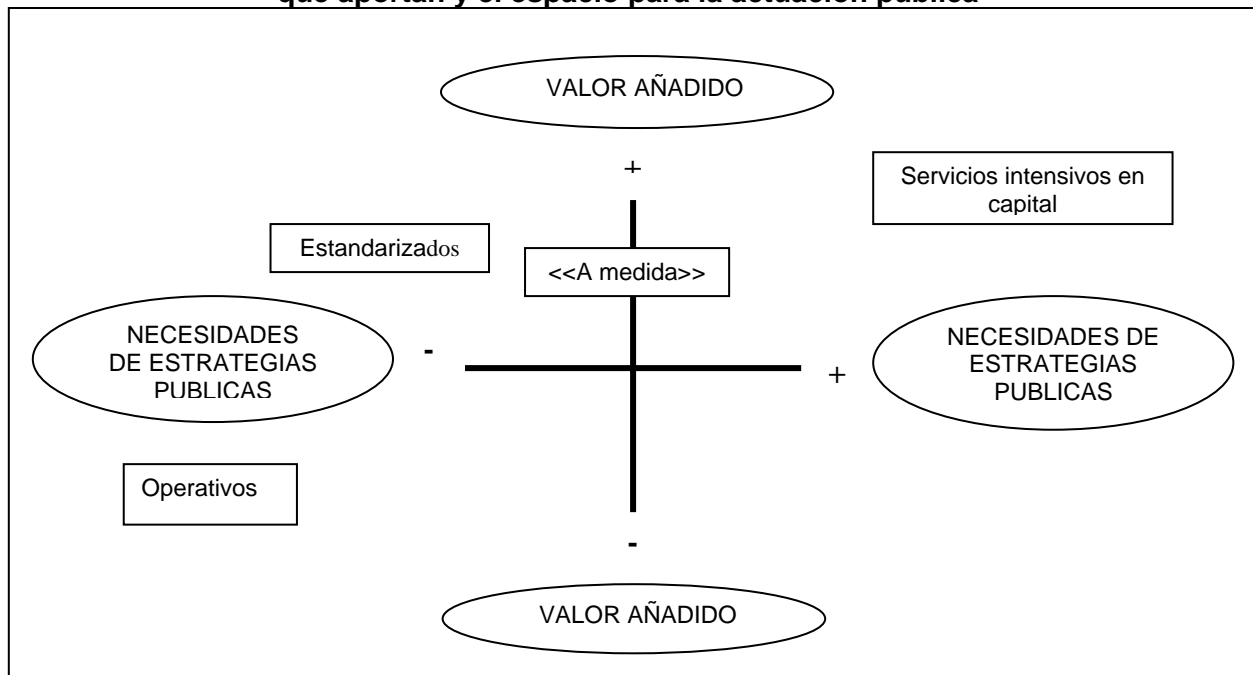 que aportan y el espacio para la actuación pública
VALOR AÑADIDO
+
Servicios intensivos en
capital
Estandarizados
<<A medida>>
NECESIDADES
DE ESTRATEGIAS
PUBLICAS
-
+
NECESIDADES DE
ESTRATEGIAS
PUBLICAS
Operativos
-
VALOR AÑADIDO